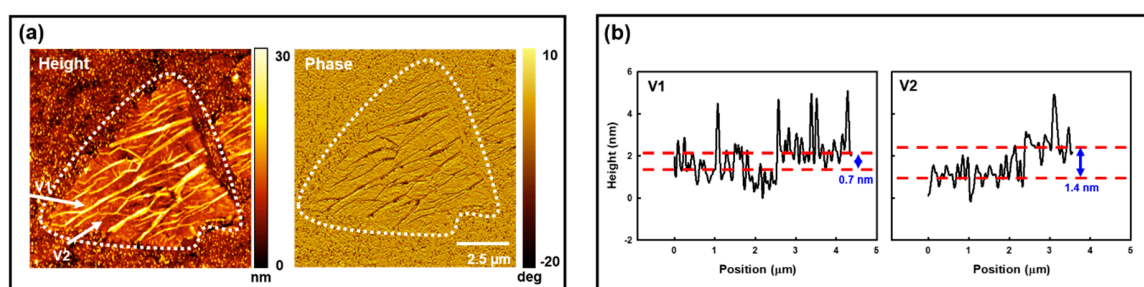 (a)
Height
30
0
nm
V1
V2
Phase
10
-20
deg
2.5 μm
(b)
V1
V2
Height (nm)
6
4
2
0
-2
0.7 nm
1.4 nm
0 1 2 3 4 5
0 1 2 3 4 5
Position (μm)
Position (μm)